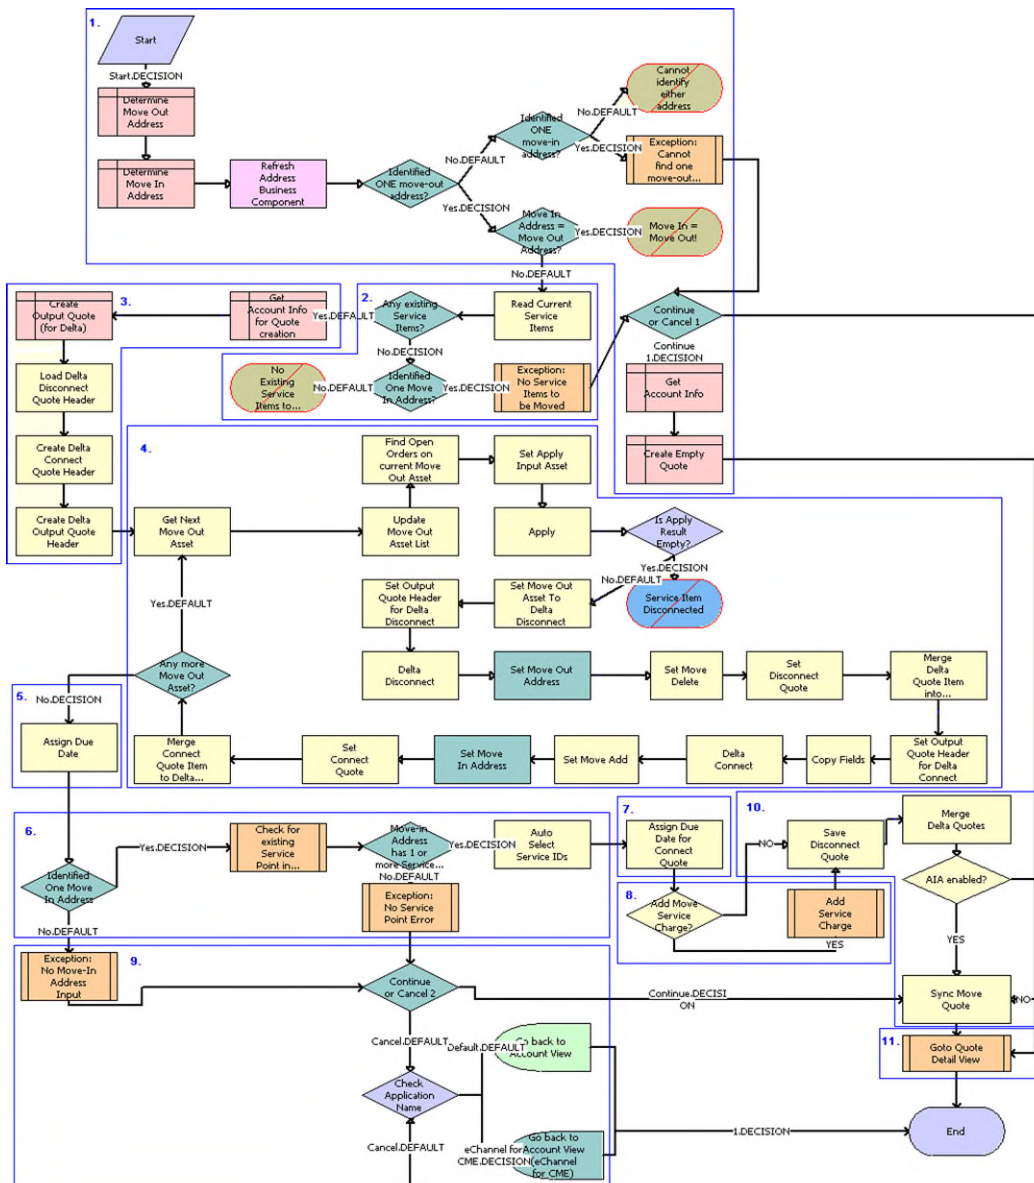 1.
Start
Start.DECISION
Determine
Move Out
Address
Determine
Move In
Address
Refresh
Address
Business
Component
Identified
ONE move-out
address?
No.DEFAULT
Yes.DECISION
Identified
ONE
move-in
address?
No.DEFAULT
Yes.DECISION
Cannot
identify
either
address
Exception:
Cannot
find one
move-out...
Move In
Address =
Move Out
Address?
Yes.DECISION
Move In =
Move Out!
No.DEFAULT
2.
Read Current
Service
Items
Any existing
Service
Items?
Yes.DEFAULT
No.DECISION
Identified
One Move
In Address?
No.DEFAULT
Yes.DECISION
No
Existing
Service
Items to...
Exception:
No Service
Items to
be Moved
Continue
or Cancel 1
Continue
1.DECISION
Get
Account Info
Create Empty
Quote
3.
Get
Account Info
for Quote
creation
Create
Output Quote
(for Delta)
Load Delta
Disconnect
Quote Header
Create Delta
Connect
Quote Header
Create Delta
Output Quote
Header
4.
Get Next
Move Out
Asset
Update
Move Out
Asset List
Find Open
Orders on
current Move
Out Asset
Set Apply
Input Asset
Apply
Is Apply
Result
Empty?
Yes.DECISION
No.DEFAULT
Service Item
Disconnected
Set Move Out
Asset To
Delta
Disconnect
Set Output
Quote Header
for Delta
Disconnect
Delta
Disconnect
Set Move Out
Address
Set Move
Delete
Set
Disconnect
Quote
Merge
Delta
Quote Item
into...
Set Output
Quote Header
for Delta
Connect
Copy Fields
Delta
Connect
Set Move Add
Set Move
In Address
Set
Connect
Quote
Merge
Connect
Quote Item
to Delta...
Any more
Move Out
Asset?
Yes.DEFAULT
No.DECISION
5.
Assign Due
Date
6.
Identified
One Move
In Address
Yes.DECISION
No.DEFAULT
Check for
existing
Service
Point in...
Move-in
Address
has 1 or
more Service...
Yes.DECISION
No.DEFAULT
Auto
Select
Service IDs
Exception:
No Service
Point Error
7.
Assign Due
Date for
Connect
Quote
8.
Add Move
Service
Charge?
NO
YES
Add
Service
Charge
9.
Exception:
No Move-In
Address
Input
Continue
or Cancel 2
Continue.DECISI
ON
Cancel.DEFAULT
Check
Application
Name
Default.DEFAULT
Go back to
Account View
eChannel for
CME.DECISION
Go back to
Account View
(eChannel
for CME)
Cancel.DEFAULT
1.DECISION
10.
Save
Disconnect
Quote
Merge
Delta Quotes
AIA enabled?
YES
NO
Sync Move
Quote
11.
Goto Quote
Detail View
End